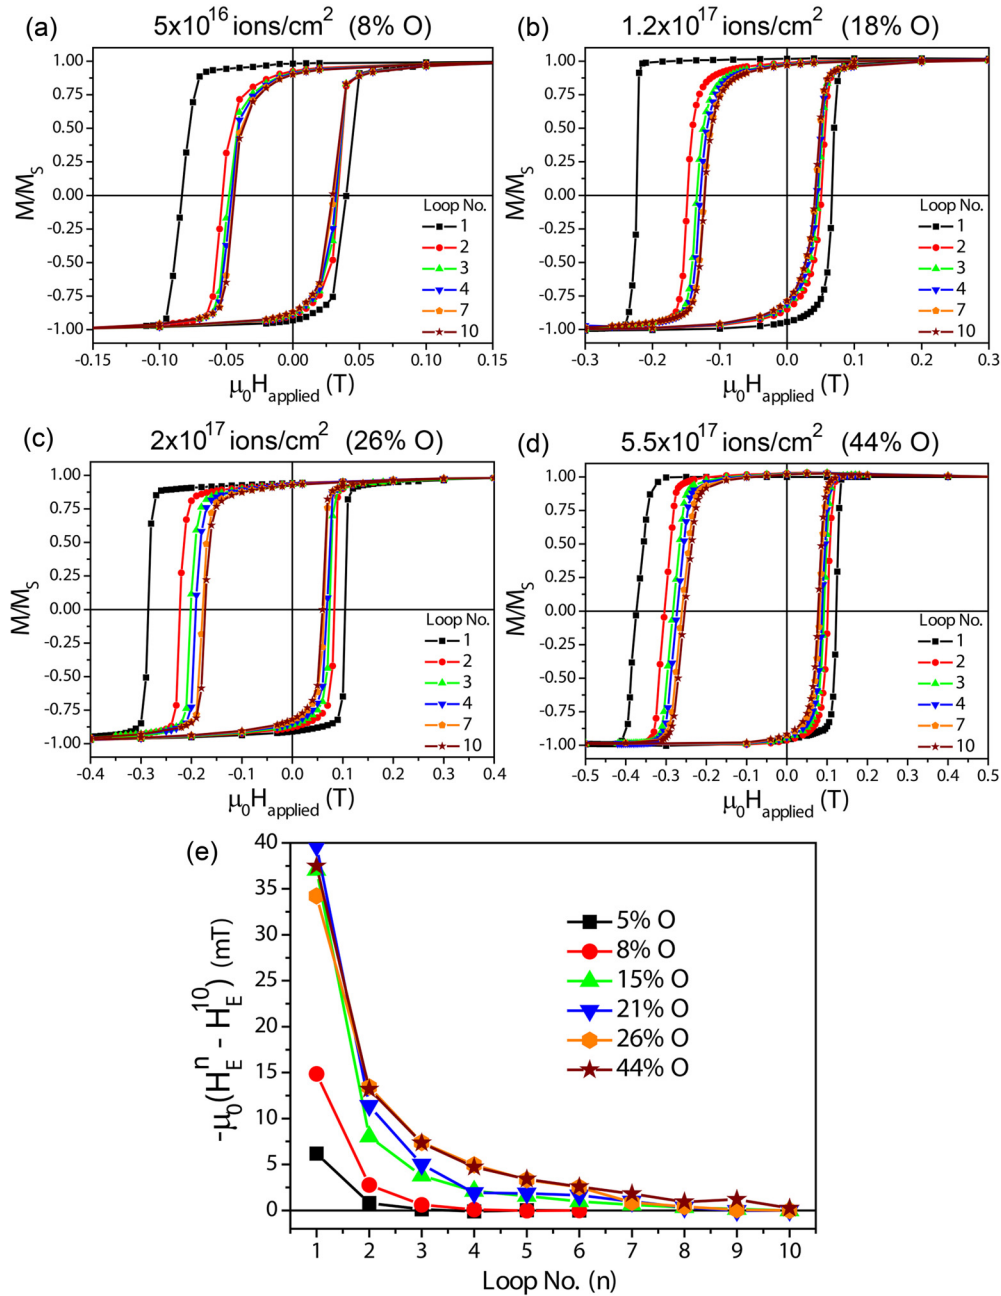 (a) 5x10^16 ions/cm^2 (8% O)
1.00
0.75
0.50
0.25
0.00
-0.25
-0.50
-0.75
-1.00
M/M_S
Loop No.
1
2
3
4
7
10
-0.15 -0.10 -0.05 0.00 0.05 0.10 0.15
μ_0H_applied (T)
(b) 1.2x10^17 ions/cm^2 (18% O)
1.00
0.75
0.50
0.25
0.00
-0.25
-0.50
-0.75
-1.00
M/M_S
Loop No.
1
2
3
4
7
10
-0.3 -0.2 -0.1 0.0 0.1 0.2 0.3
μ_0H_applied (T)
(c) 2x10^17 ions/cm^2 (26% O)
1.00
0.75
0.50
0.25
0.00
-0.25
-0.50
-0.75
-1.00
M/M_S
Loop No.
1
2
3
4
7
10
-0.4 -0.3 -0.2 -0.1 0.0 0.1 0.2 0.3 0.4
μ_0H_applied (T)
(d) 5.5x10^17 ions/cm^2 (44% O)
1.00
0.75
0.50
0.25
0.00
-0.25
-0.50
-0.75
-1.00
M/M_S
Loop No.
1
2
3
4
7
10
-0.5 -0.4 -0.3 -0.2 -0.1 0.0 0.1 0.2 0.3 0.4 0.5
μ_0H_applied (T)
(e)
40
35
30
25
20
15
10
5
0
-μ_0(H_E^n - H_E^10) (mT)
5% O
8% O
15% O
21% O
26% O
44% O
1 2 3 4 5 6 7 8 9 10
Loop No. (n)